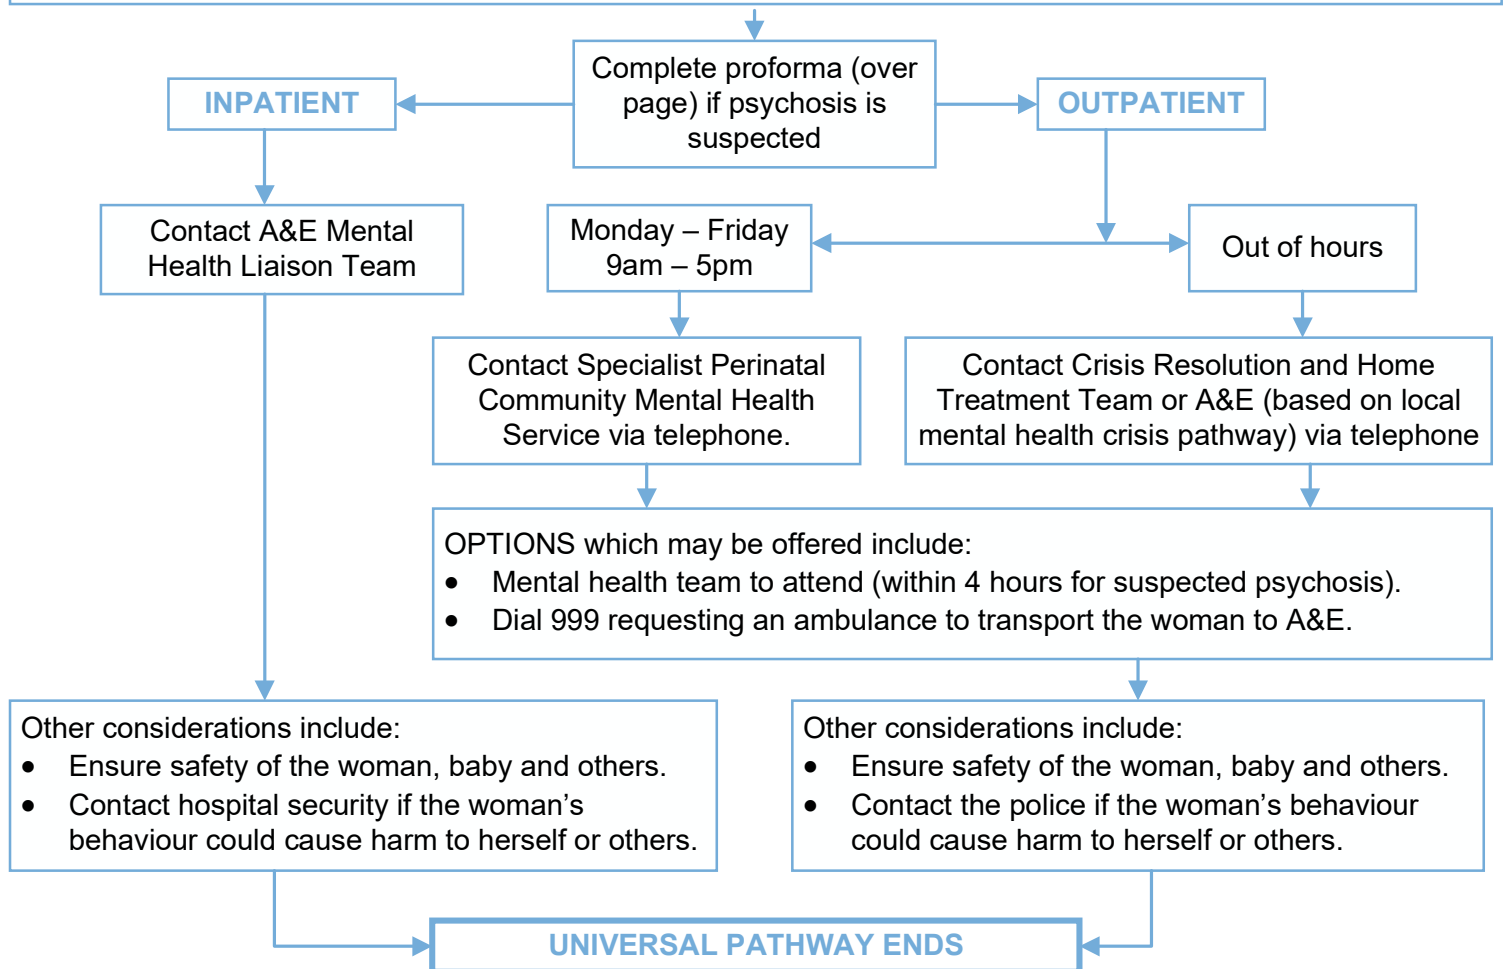 Complete proforma (over
page) if psychosis is
suspected
INPATIENT
OUTPATIENT
Contact A&E Mental
Health Liaison Team
Monday – Friday
9am – 5pm
Out of hours
Contact Specialist Perinatal
Community Mental Health
Service via telephone.
Contact Crisis Resolution and Home
Treatment Team or A&E (based on local
mental health crisis pathway) via telephone
OPTIONS which may be offered include:
• Mental health team to attend (within 4 hours for suspected psychosis).
• Dial 999 requesting an ambulance to transport the woman to A&E.
Other considerations include:
• Ensure safety of the woman, baby and others.
• Contact hospital security if the woman’s
behaviour could cause harm to herself or others.
Other considerations include:
• Ensure safety of the woman, baby and others.
• Contact the police if the woman’s behaviour
could cause harm to herself or others.
UNIVERSAL PATHWAY ENDS